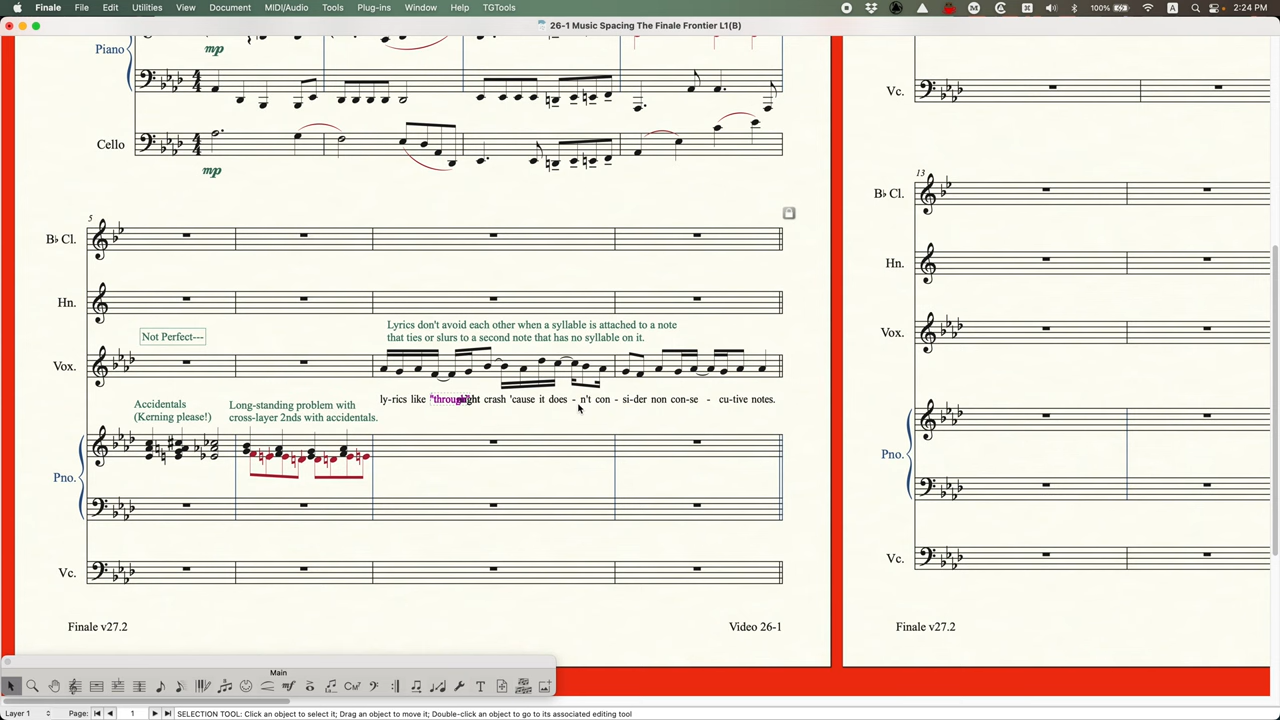 Finale File Edit Utilities View Document MIDI/Audio Tools Plug-ins Window Help TGTools 100% A 2:24 PM
26-1 Music Spacing The Finale Frontier L1(B)
Piano
mp
Vc.
Cello
mp
13
5
B♭ Cl.
B♭ Cl.
Hn.
Hn.
Lyrics don't avoid each other when a syllable is attached to a note
that ties or slurs to a second note that has no syllable on it.
Not Perfect---
Vox.
Vox.
ly-rics like "through" crash 'cause it does - n't con - si-der non con-se - cu-tive notes.
Accidentals
(Kerning please!)
Long-standing problem with
cross-layer 2nds with accidentals.
Pno.
Pno.
Vc.
Vc.
Finale v27.2
Video 26-1
Finale v27.2
Main
Layer 1 Page: 1 SELECTION TOOL: Click an object to select it; Drag an object to move it; Double-click an object to go to its associated editing tool